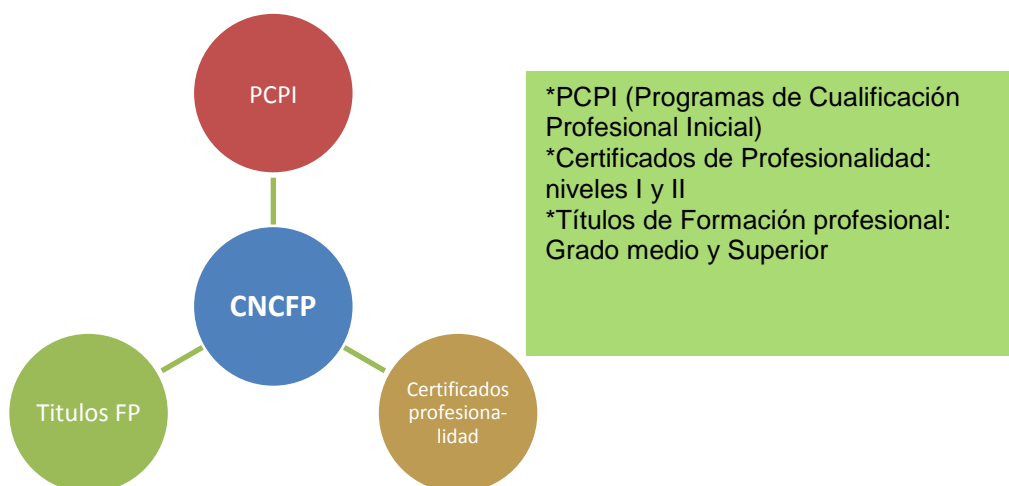 PCPI
CNCFP
Titulos FP
Certificados
profesiona-
lidad
*PCPI (Programas de Cualificación
Profesional Inicial)
*Certificados de Profesionalidad:
niveles I y II
*Títulos de Formación profesional:
Grado medio y Superior